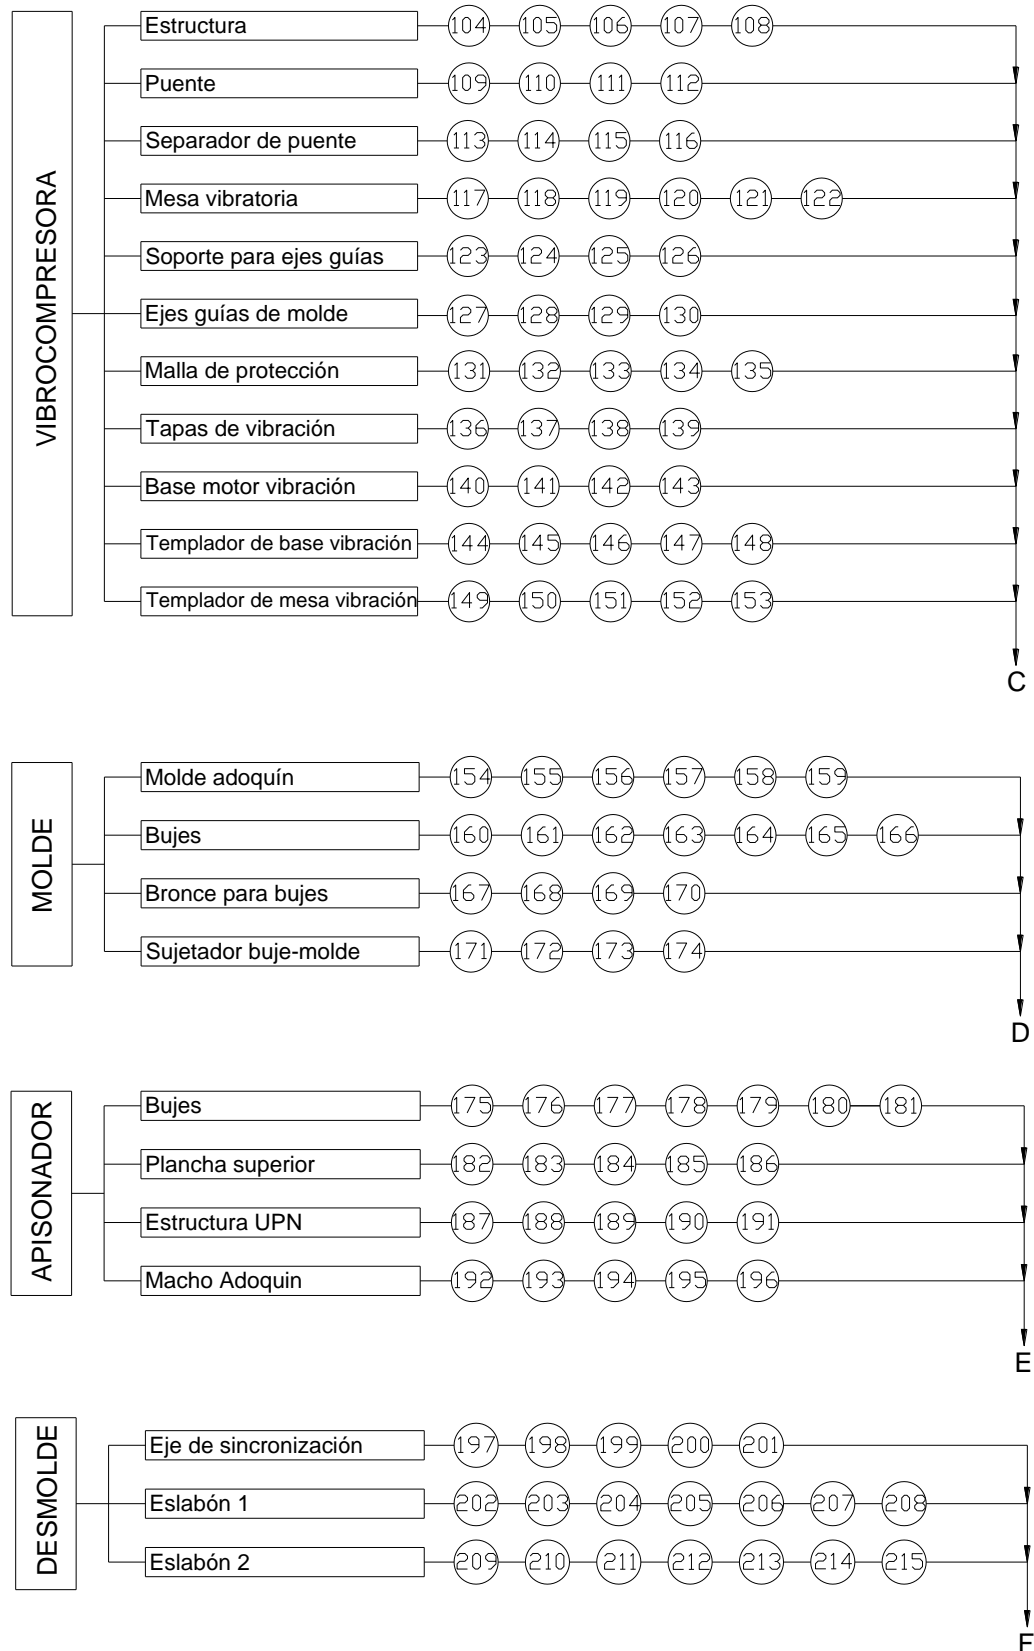 VIBROCOMPRESORA
Estructura 104 105 106 107 108
Puente 109 110 111 112
Separador de puente 113 114 115 116
Mesa vibratoria 117 118 119 120 121 122
Soporte para ejes guías 123 124 125 126
Ejes guías de molde 127 128 129 130
Malla de protección 131 132 133 134 135
Tapas de vibración 136 137 138 139
Base motor vibración 140 141 142 143
Templador de base vibración 144 145 146 147 148
Templador de mesa vibración 149 150 151 152 153
C
MOLDE
Molde adoquín 154 155 156 157 158 159
Bujes 160 161 162 163 164 165 166
Bronce para bujes 167 168 169 170
Sujetador buje-molde 171 172 173 174
D
APISONADOR
Bujes 175 176 177 178 179 180 181
Plancha superior 182 183 184 185 186
Estructura UPN 187 188 189 190 191
Macho Adoquin 192 193 194 195 196
E
DESMOLDE
Eje de sincronización 197 198 199 200 201
Eslabón 1 202 203 204 205 206 207 208
Eslabón 2 209 210 211 212 213 214 215
F